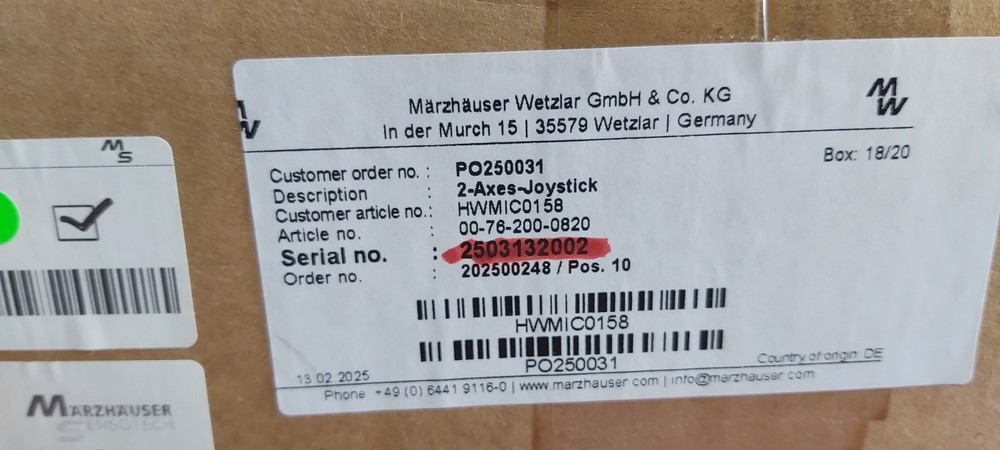 Märzhäuser Wetzlar GmbH & Co. KG
In der Murch 15 | 35579 Wetzlar | Germany
MW
Box: 18/20
Customer order no. : PO250031
Description : 2-Axes-Joystick
Customer article no.: HWMIC0158
Article no. : 00-76-200-0820
Serial no. : 2503132002
Order no. : 202500248 / Pos. 10
HWMIC0158
PO250031
Country of origin: DE
13 02 2025
Phone +49 (0) 6441 9116-0 | www.marzhauser com | info@marzhauser com
MS
MARZHAUSER
SENSOTECH